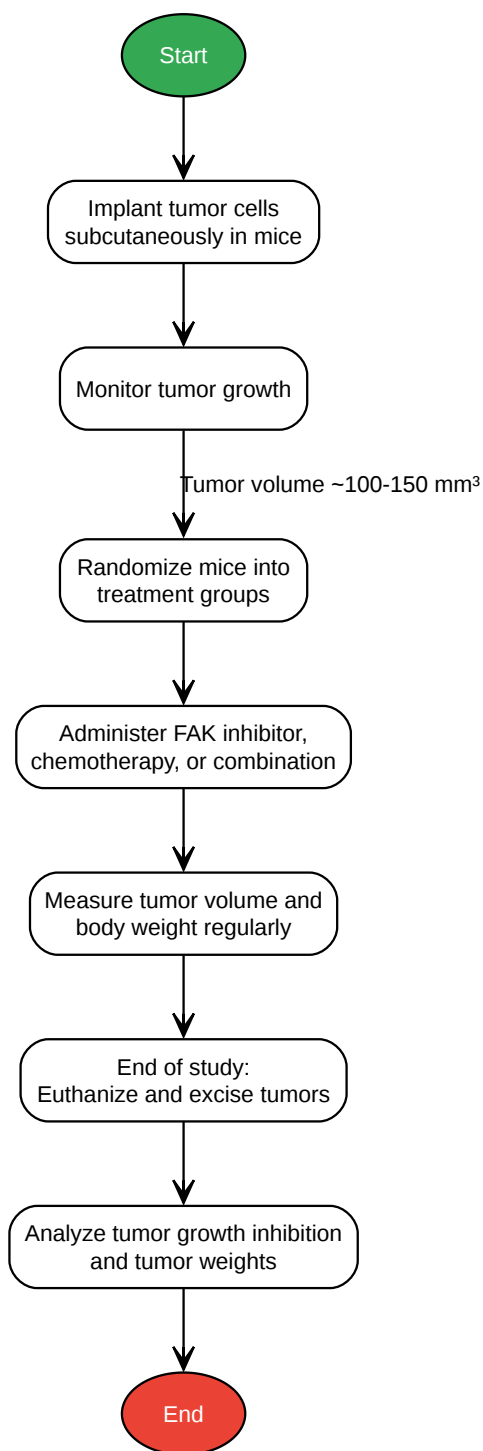 Start
Implant tumor cells
subcutaneously in mice
Monitor tumor growth
Tumor volume ~100-150 mm³
Randomize mice into
treatment groups
Administer FAK inhibitor,
chemotherapy, or combination
Measure tumor volume and
body weight regularly
End of study:
Euthanize and excise tumors
Analyze tumor growth inhibition
and tumor weights
End